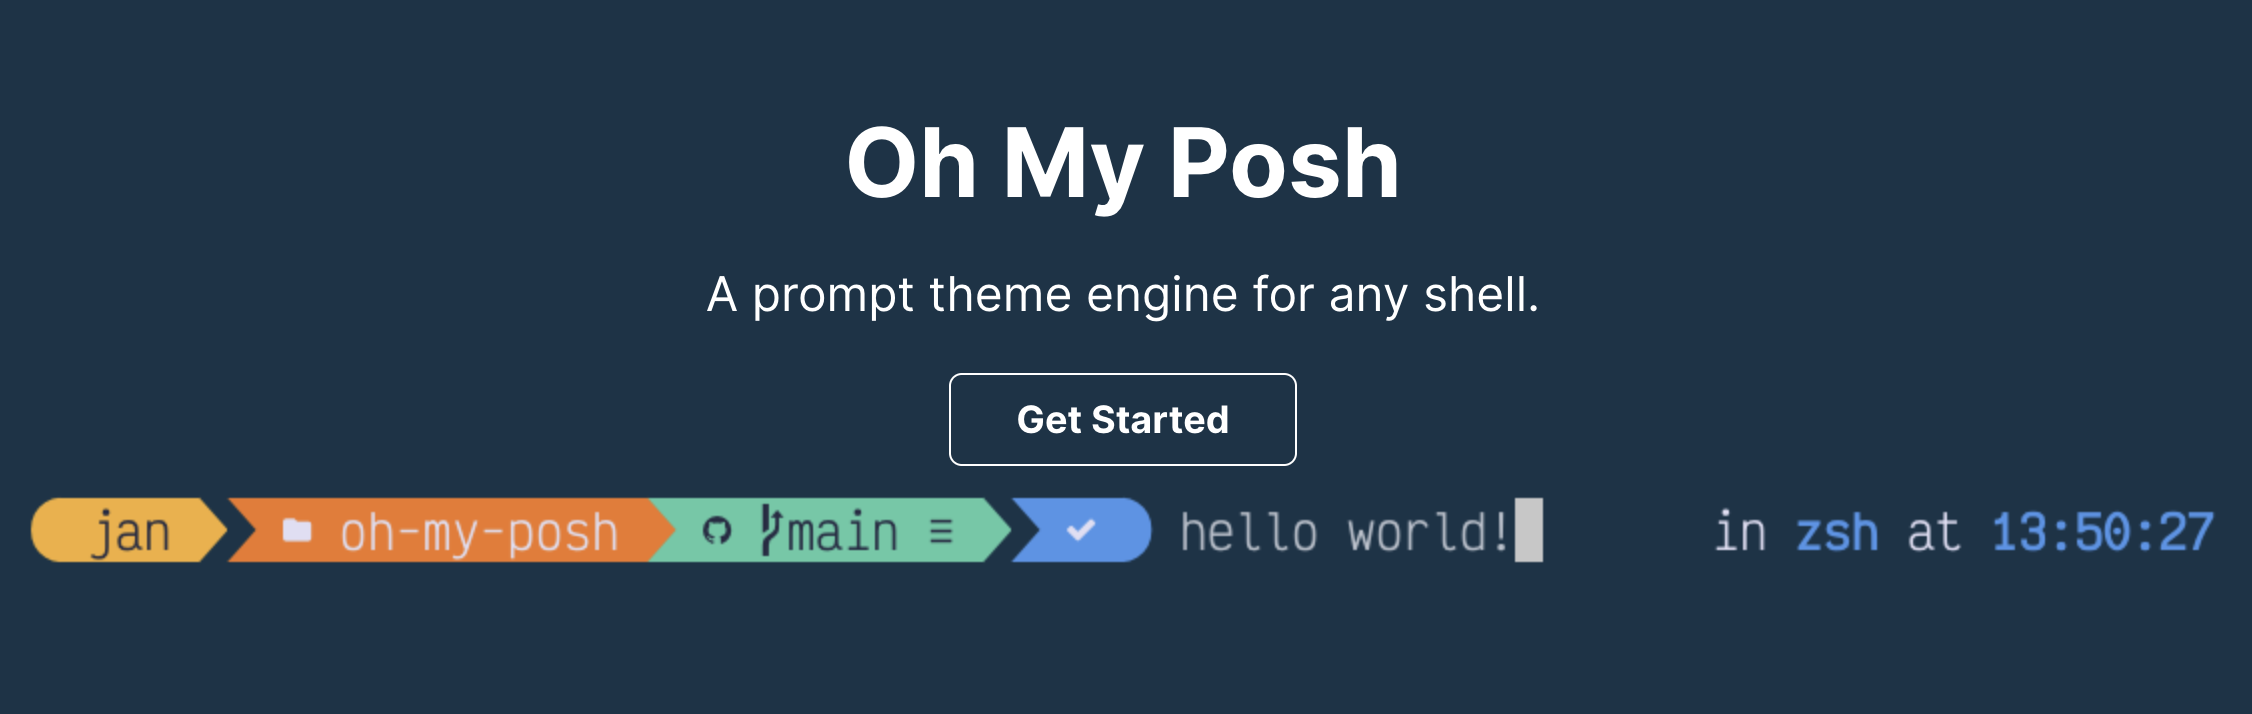 Oh My Posh
A prompt theme engine for any shell.
Get Started
jan oh-my-posh main ≡ hello world! in zsh at 13:50:27